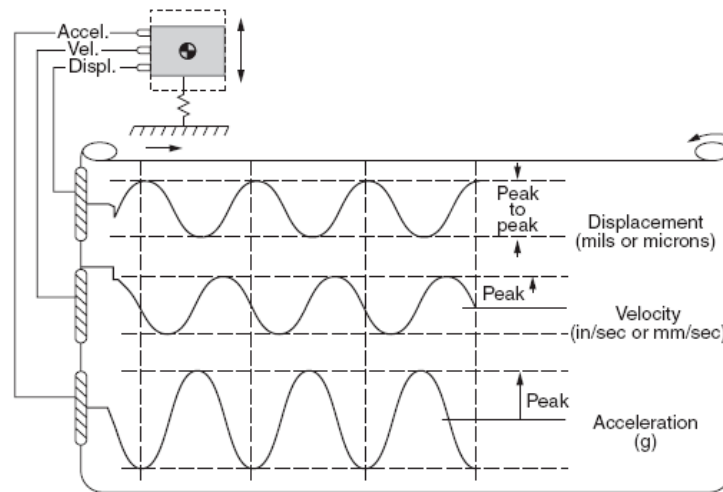 Accel.
Vel.
Displ.
Peak
to
peak
Displacement
(mils or microns)
Peak
Velocity
(in/sec or mm/sec)
Peak
Acceleration
(g)